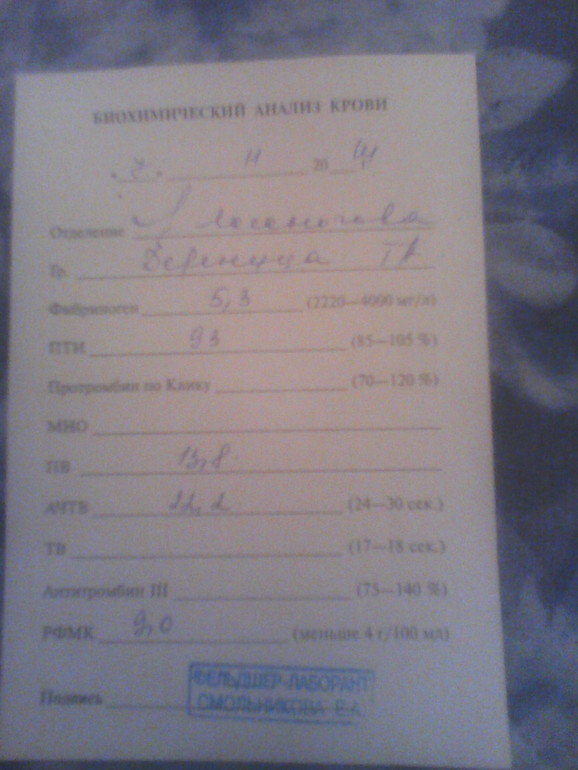 БИОХИМИЧЕСКИЙ АНАЛИЗ КРОВИ
« 7 » 11 20 г
Отделение
Гр.
Фибриноген 5,3 (2220—4000 мг/л)
ПТИ 93 (85—105 %)
Протромбин по Квику (70—120 %)
МНО
ПВ 13,8
АЧТВ 22,2 (24—30 сек.)
ТВ (17—18 сек.)
Антитромбин III (75—140 %)
РФМК 9,0 (меньше 4 г/100 мл)
ФЕЛЬДШЕР-ЛАБОРАНТ
Подпись СМОЛЬНИКОВА Е.А.